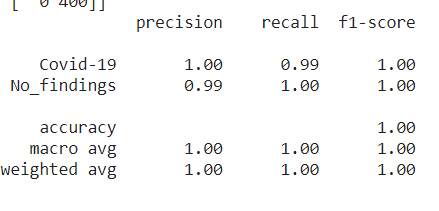 [ 0 400]]
precision recall f1-score
Covid-19 1.00 0.99 1.00
No_findings 0.99 1.00 1.00
accuracy 1.00
macro avg 1.00 1.00 1.00
weighted avg 1.00 1.00 1.00